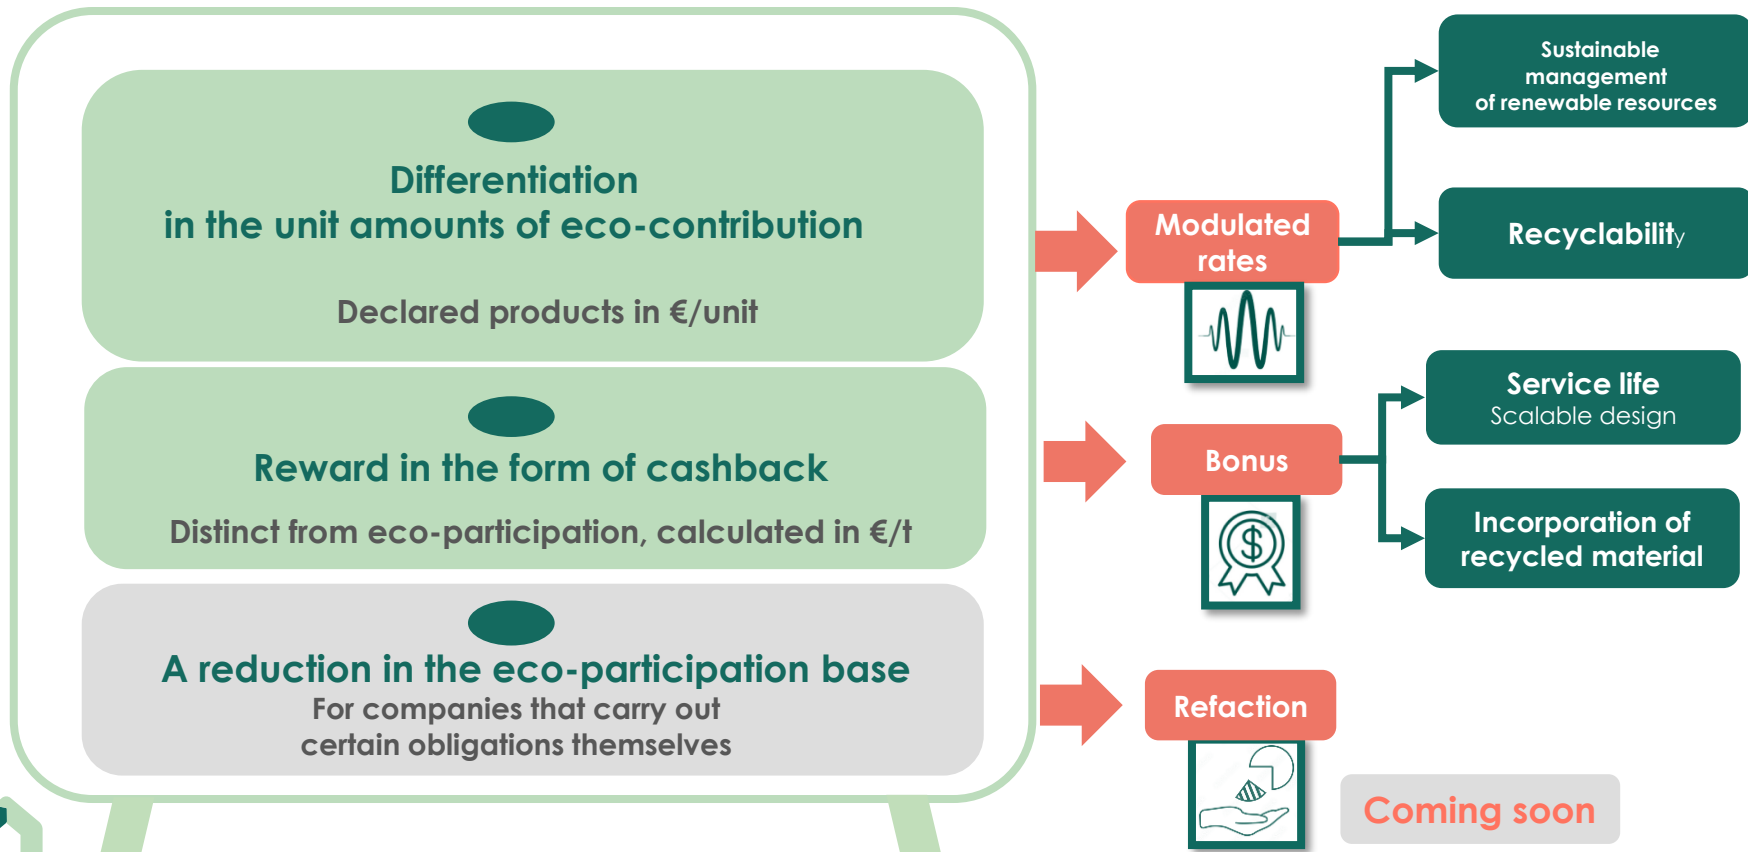 Differentiation
in the unit amounts of eco-contribution
Declared products in €/unit
Modulated
rates
Sustainable
management
of renewable resources
Recyclability
Reward in the form of cashback
Distinct from eco-participation, calculated in €/t
Bonus
$
Service life
Scalable design
Incorporation of
recycled material
A reduction in the eco-participation base
For companies that carry out
certain obligations themselves
Refaction
Coming soon